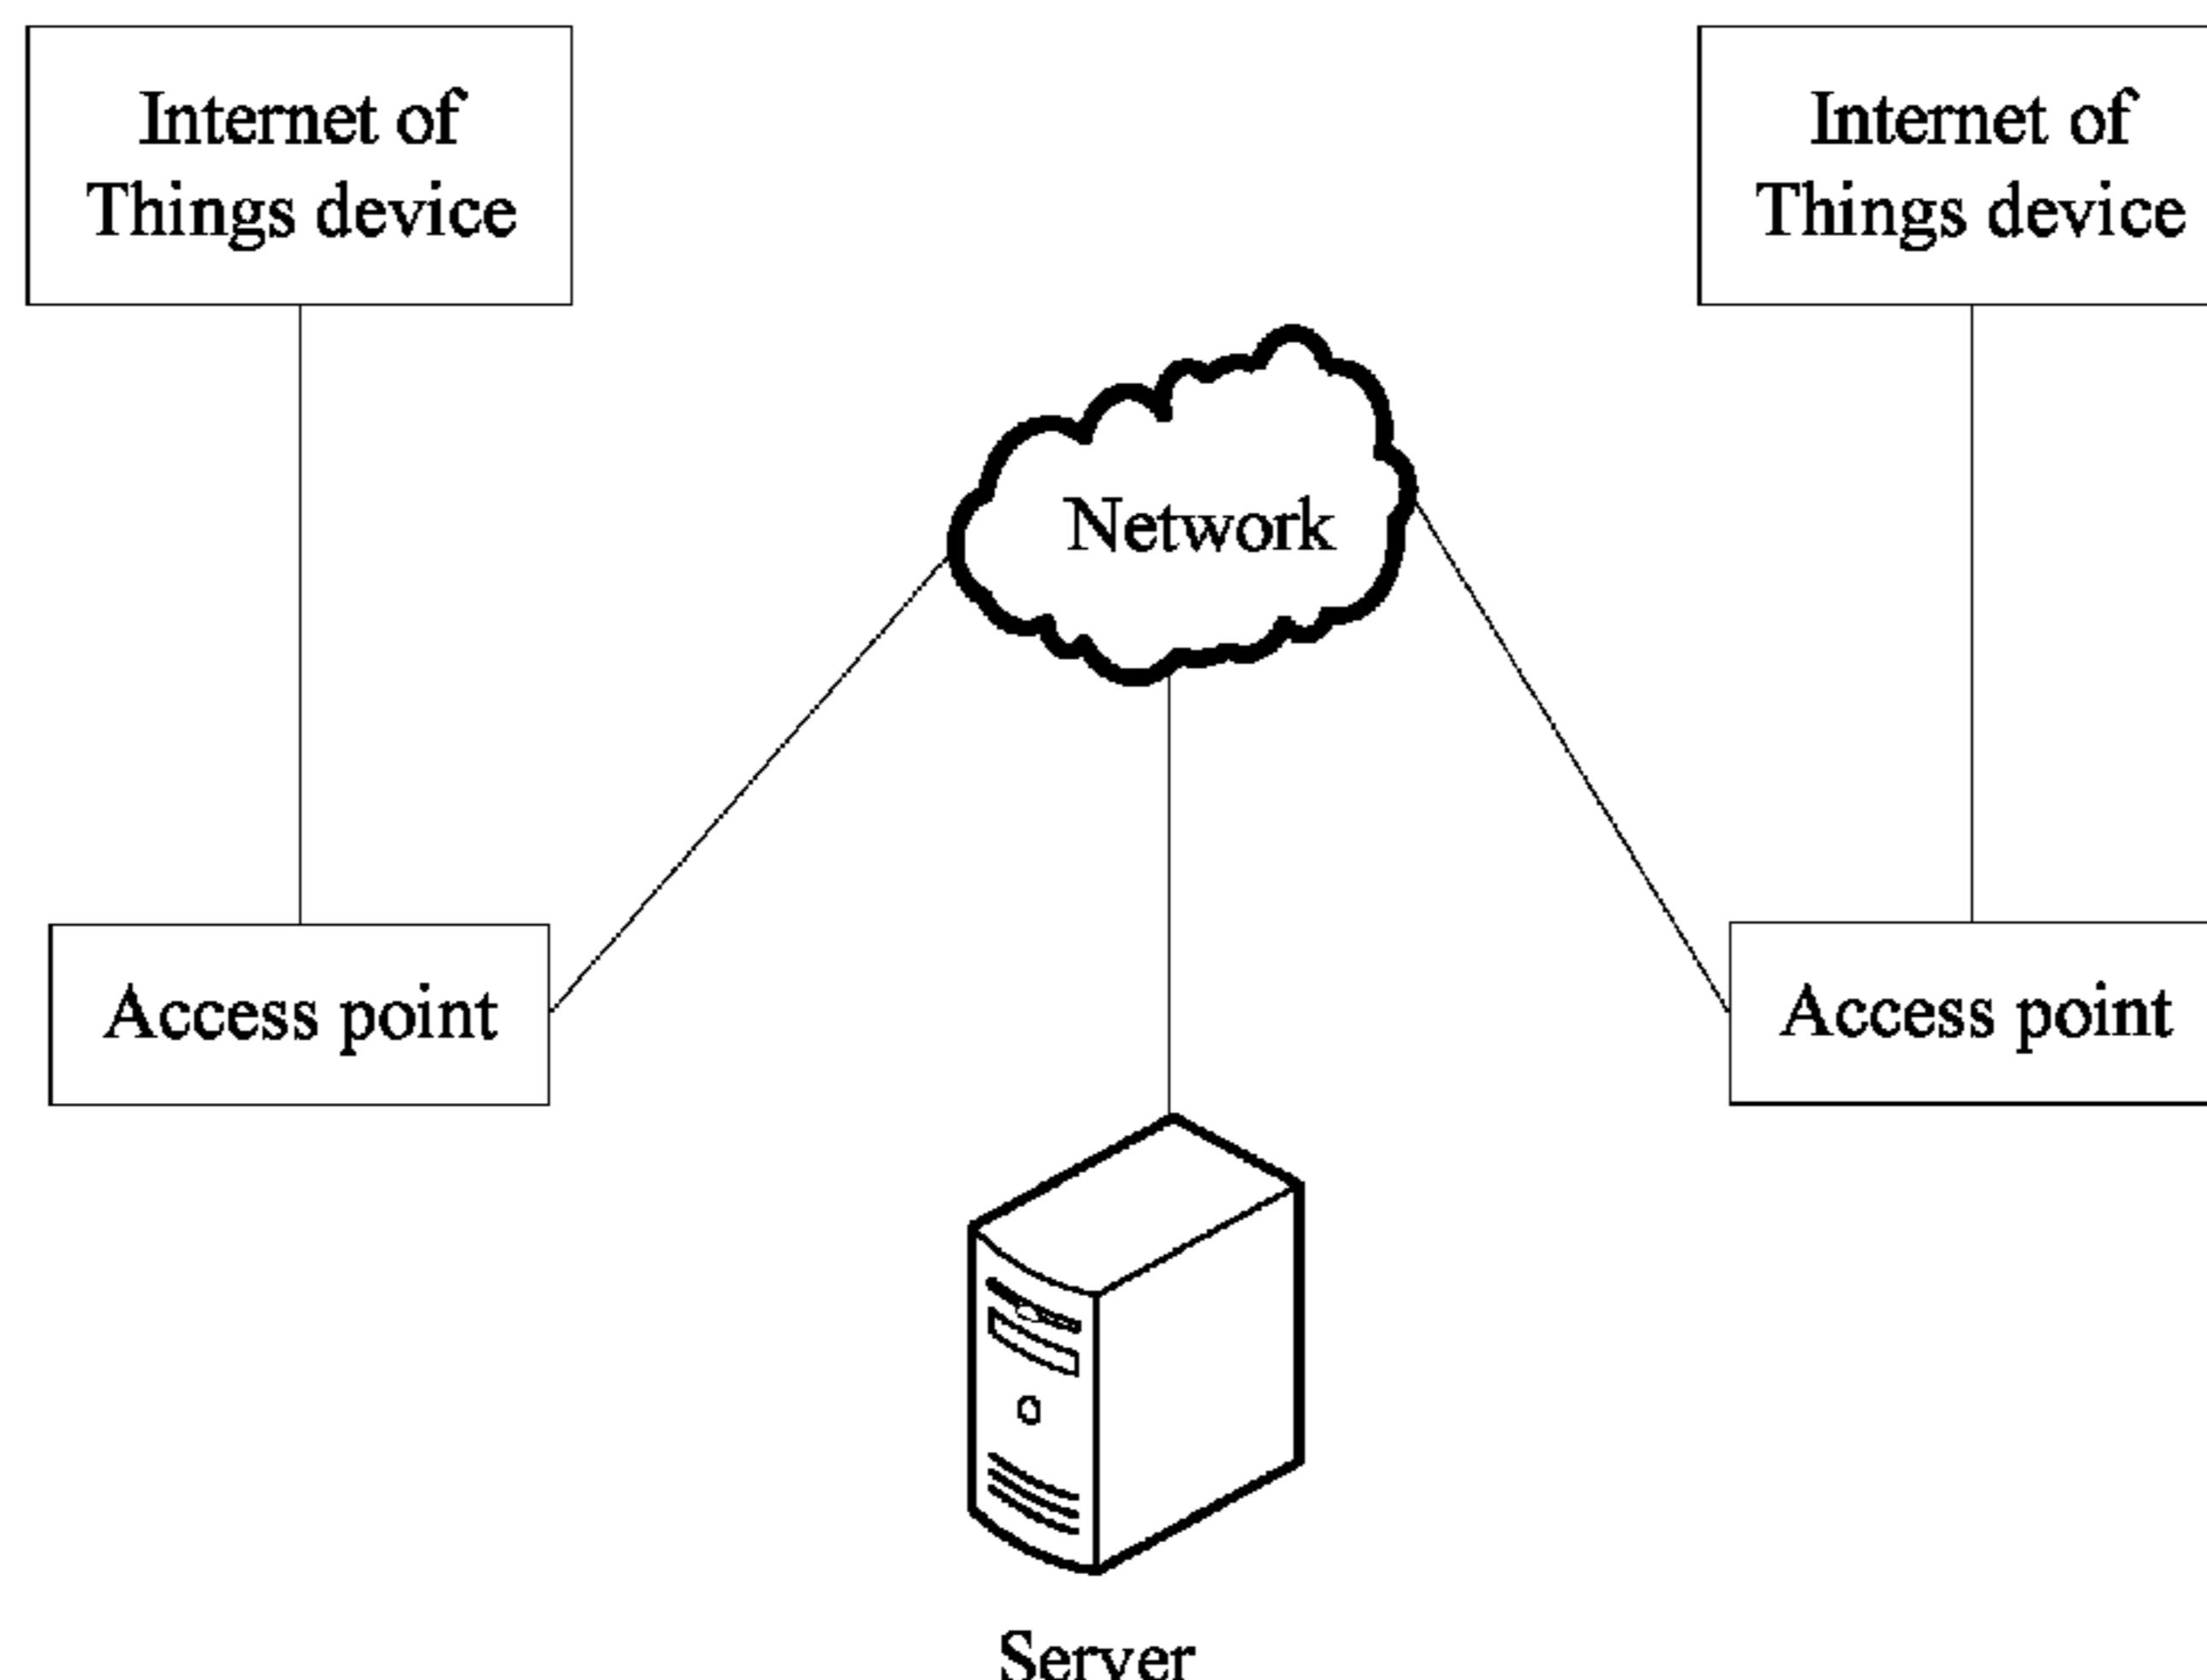 Internet of
Things device
Internet of
Things device
Network
Access point
Access point
Server